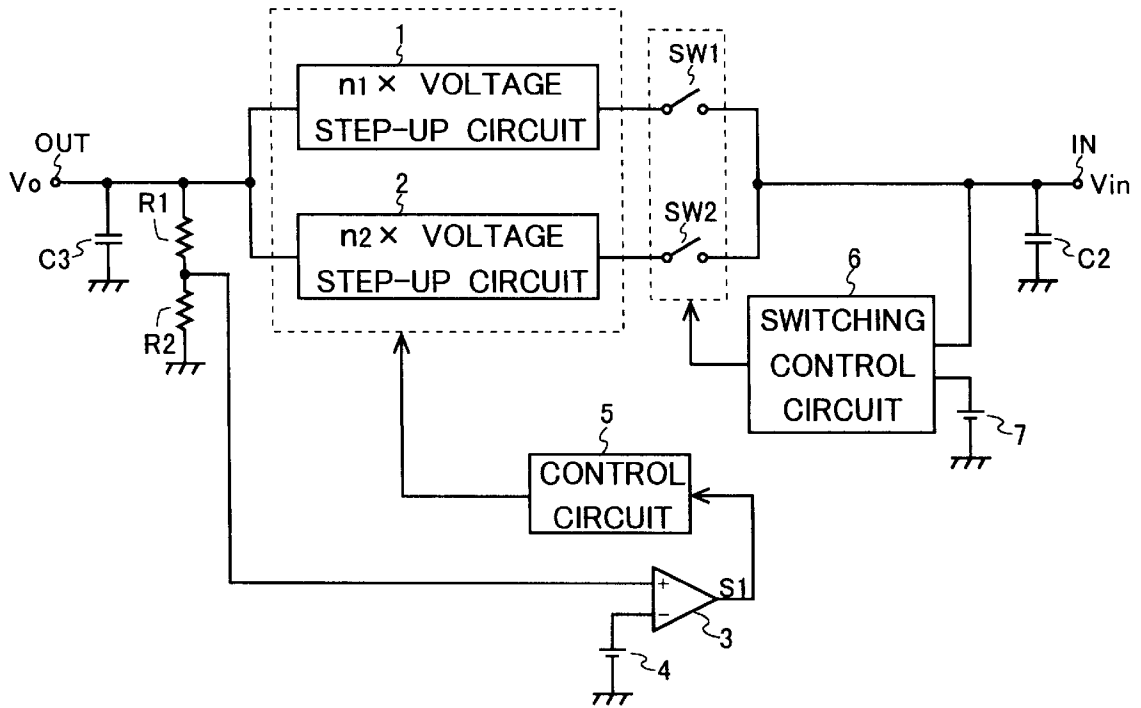 1
n1 × VOLTAGE
STEP-UP CIRCUIT
SW1
OUT
Vo
IN
Vin
R1
C3
R2
2
n2 × VOLTAGE
STEP-UP CIRCUIT
SW2
C2
6
SWITCHING
CONTROL
CIRCUIT
7
5
CONTROL
CIRCUIT
+
−
S1
3
4